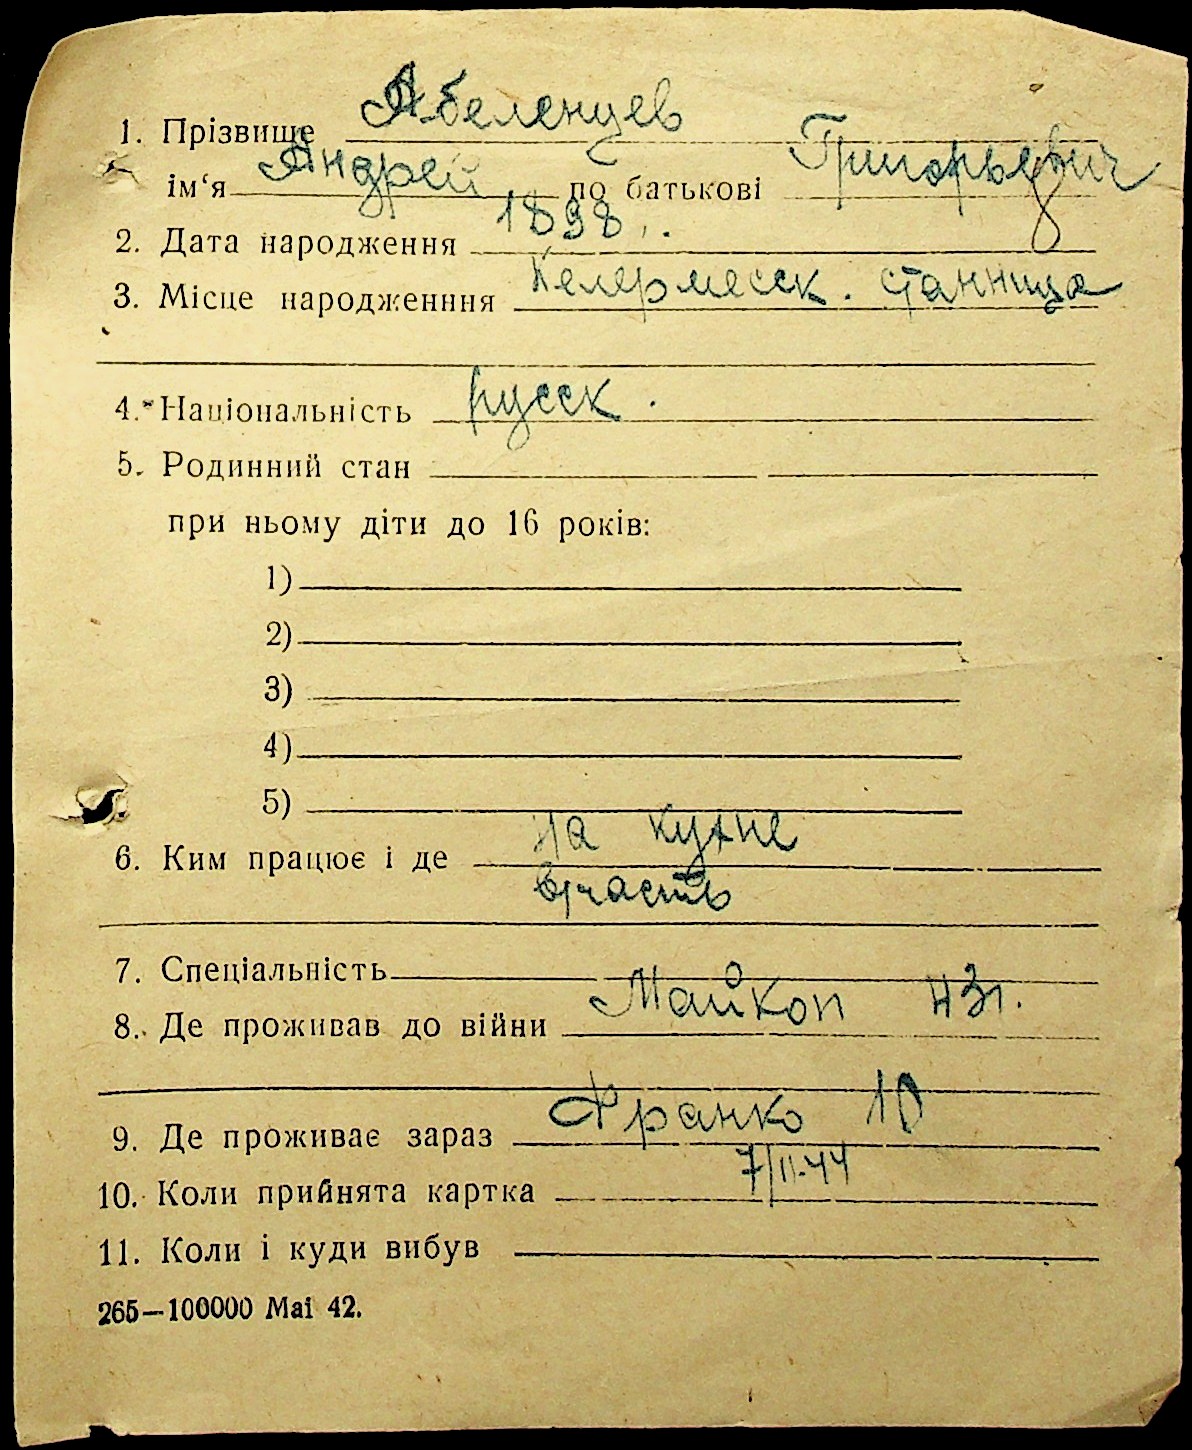 1. Прізвище Абеленцев
ім‘я Андрей по батькові Григорьевич
2. Дата народження 1898
3. Місце народженння Келермесск. станница
4. Національність русск.
5. Родинний стан
при ньому діти до 16 років:
1)
2)
3)
4)
5)
6. Ким працює і де на кухне
в/часть
7. Спеціальність
8. Де проживав до війни Майкоп 43г.
9. Де проживає зараз Франко 10
10. Коли прийнята картка 7/II-44
11. Коли і куди вибув
265—100000 Mai 42.